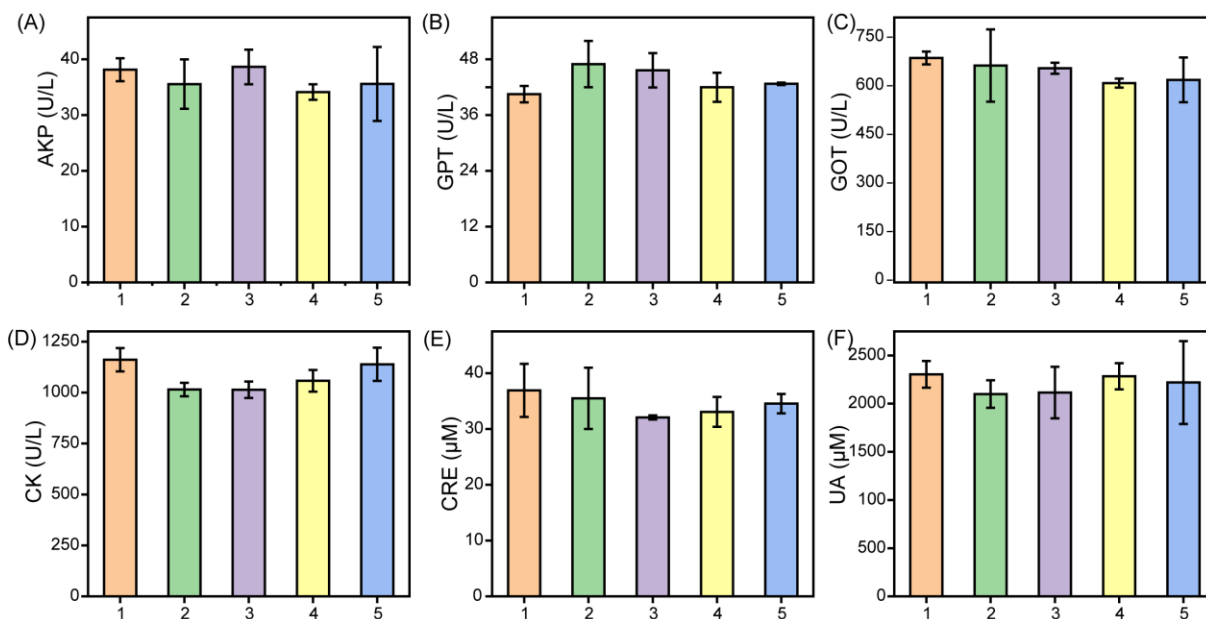 (A)
AKP (U/L)
40
30
20
10
0
1 2 3 4 5
(B)
GPT (U/L)
48
36
24
12
0
1 2 3 4 5
(C)
GOT (U/L)
750
600
450
300
150
0
1 2 3 4 5
(D)
CK (U/L)
1250
1000
750
500
250
0
1 2 3 4 5
(E)
CRE (μM)
40
30
20
10
0
1 2 3 4 5
(F)
UA (μM)
2500
2000
1500
100
500
0
1 2 3 4 5